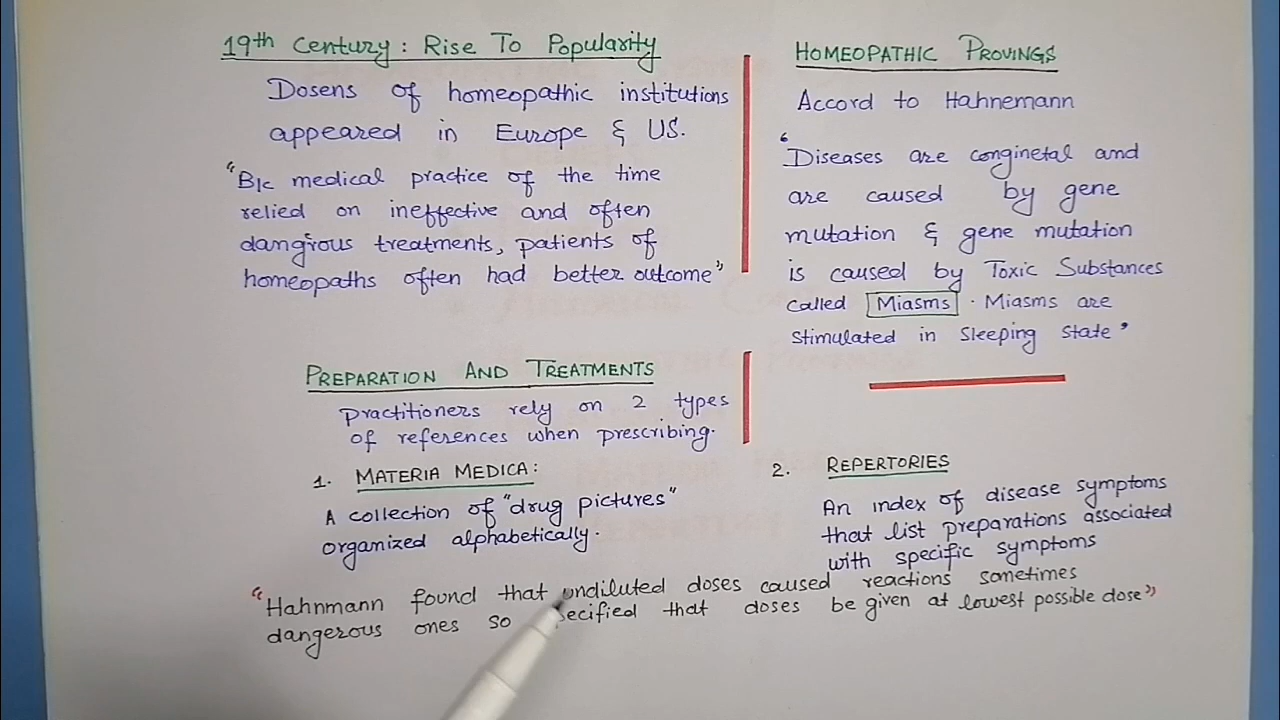 19th Century: Rise To Popularity
Dosens of homeopathic institutions
appeared in Europe & US.
"B/c medical practice of the time
relied on ineffective and often
dangirous treatments, patients of
homeopaths often had better outcome"
HOMEOPATHIC PROVINGS
Accord to Hahnemann
'Diseases are conginetal and
are caused by gene
mutation & gene mutation
is caused by Toxic Substances
called Miasms. Miasms are
stimulated in sleeping state'
PREPARATION AND TREATMENTS
Practitioners rely on 2 types
of references when prescribing.
1. MATERIA MEDICA:
A collection of "drug pictures"
organized alphabetically.
2. REPERTORIES
An index of disease symptoms
that list preparations associated
with specific symptoms
"Hahnmann found that undiluted doses caused reactions sometimes
dangerous ones so that doses be given at lowest possible dose"